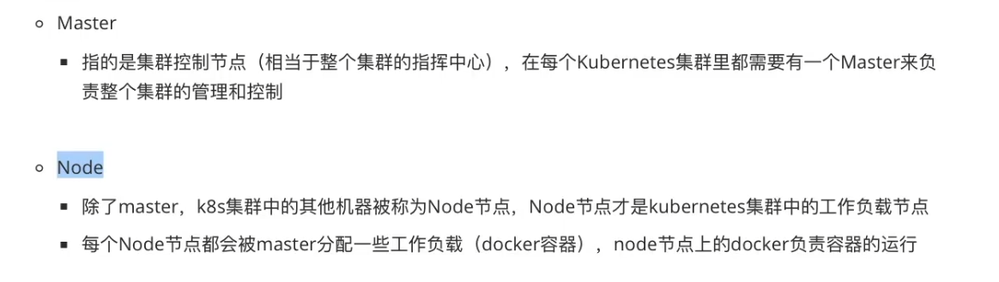 Master
指的是集群控制节点（相当于整个集群的指挥中心），在每个Kubernetes集群里都需要有一个Master来负
责整个集群的管理和控制
Node
除了master，k8s集群中的其他机器被称为Node节点，Node节点才是kubernetes集群中的工作负载节点
每个Node节点都会被master分配一些工作负载（docker容器），node节点上的docker负责容器的运行